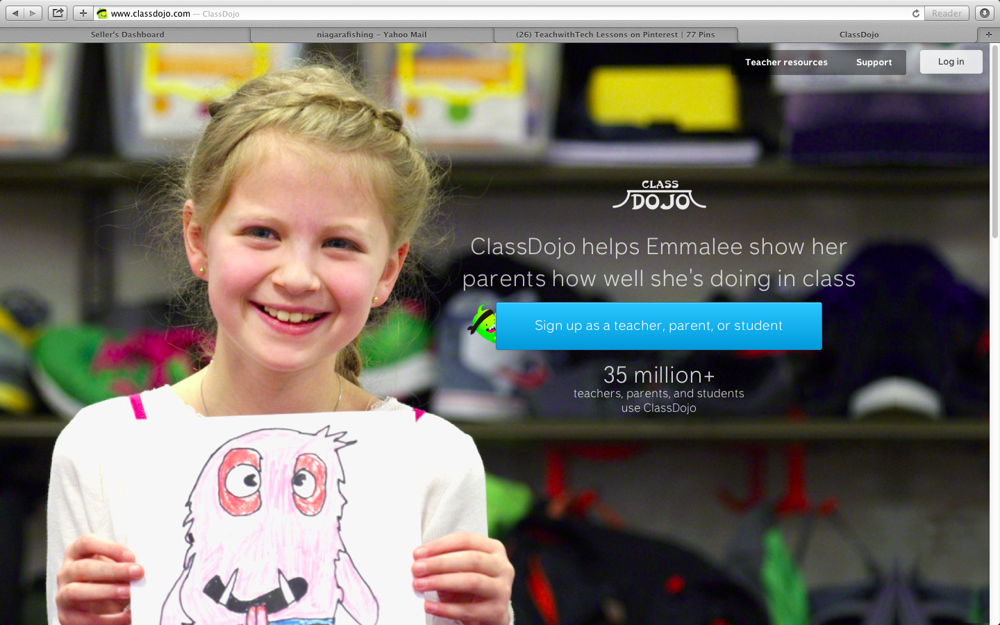 www.classdojo.com — ClassDojo
Reader
Seller's Dashboard
niagarafishing – Yahoo Mail
(26) TeachwithTech Lessons on Pinterest | 77 Pins
ClassDojo
Teacher resources
Support
Log in
CLASS
DOJO
ClassDojo helps Emmalee show her
parents how well she's doing in class
Sign up as a teacher, parent, or student
35 million+
teachers, parents, and students
use ClassDojo